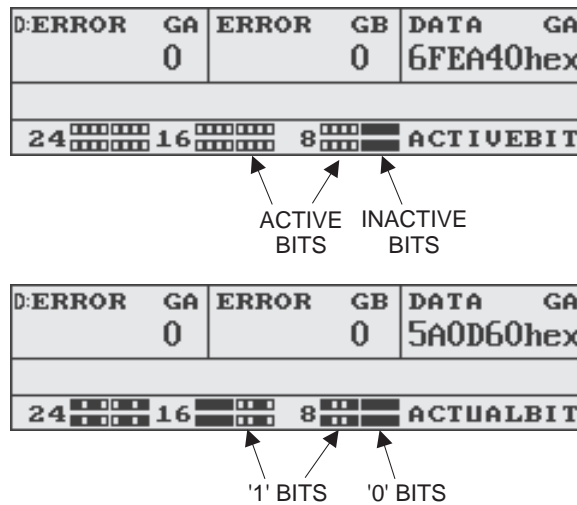 D:ERROR GA ERROR GB DATA GA
0 0 6FEA40hex
24 16 8 ACTIVEBIT
ACTIVE BITS
INACTIVE BITS
D:ERROR GA ERROR GB DATA GA
0 0 5A0D60hex
24 16 8 ACTUALBIT
'1' BITS '0' BITS